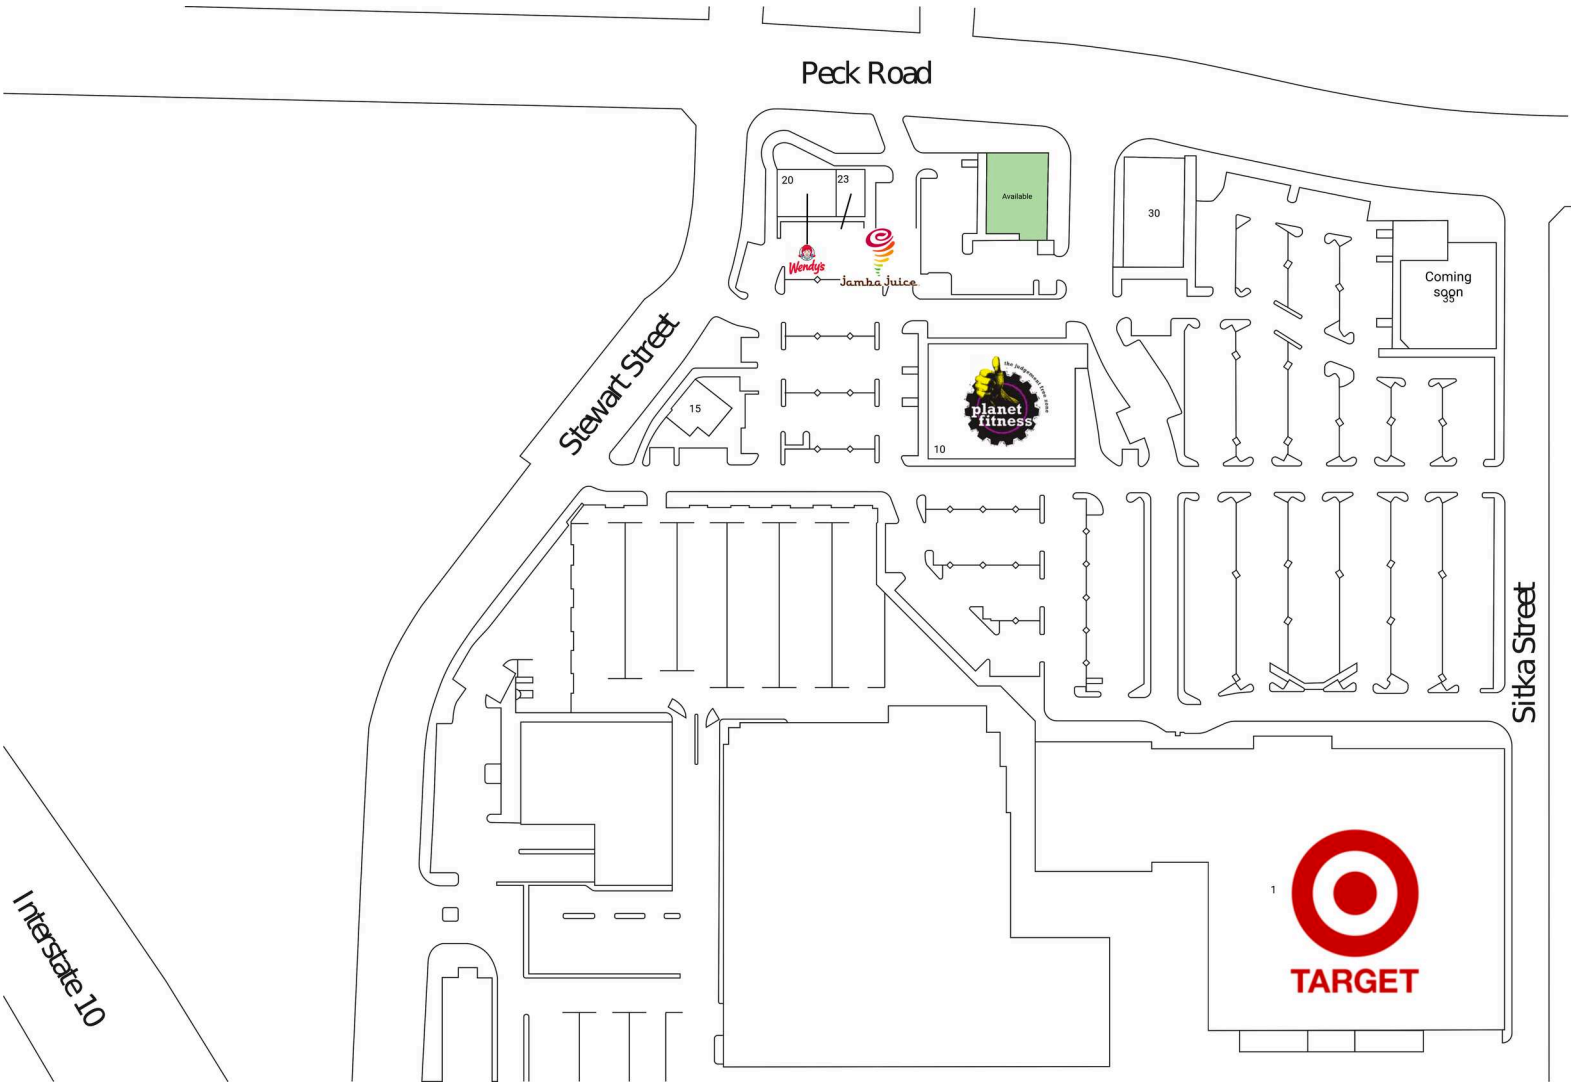 Peck Road
20
23
Available
30
Wendy's
Jamba Juice
Coming
soon
35
Stewart Street
15
the judgement free zone
planet
fitness
10
Sitka Street
1
TARGET
Interstate 10